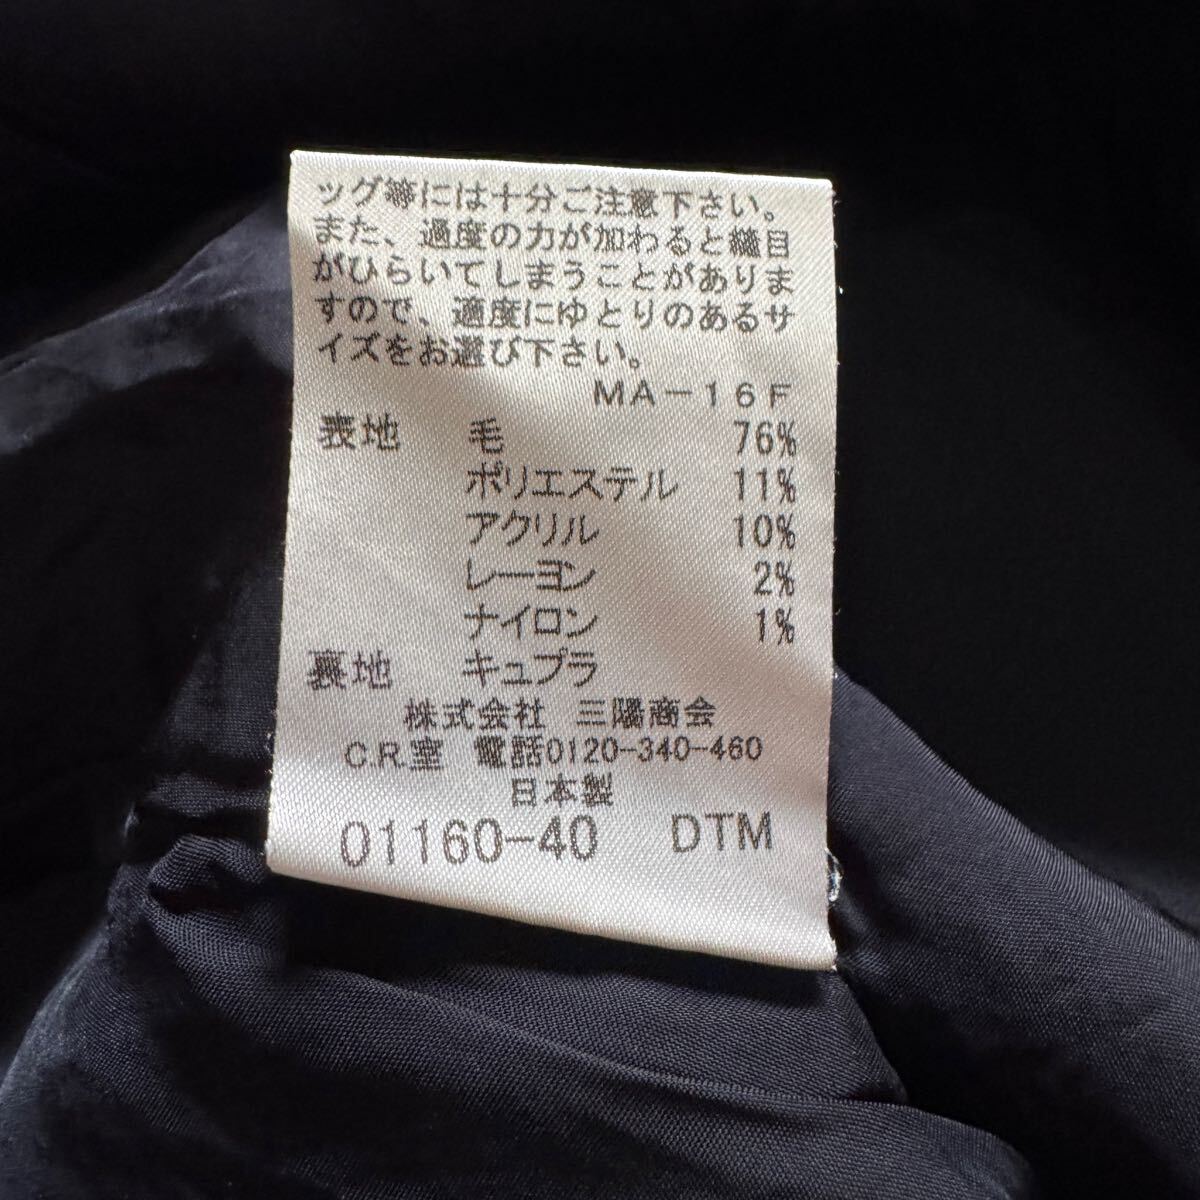 ッグ等には十分ご注意下さい。
また、過度の力が加わると縫目
がひらいてしまうことがありま
すので、適度にゆとりのあるサ
イズをお選び下さい。
MA-16F
表地 毛 76%
ポリエステル 11%
アクリル 10%
レーヨン 2%
ナイロン 1%
裏地 キュプラ
株式会社 三陽商会
C.R.室 電話0120-340-460
日本製
01160-40 DTM